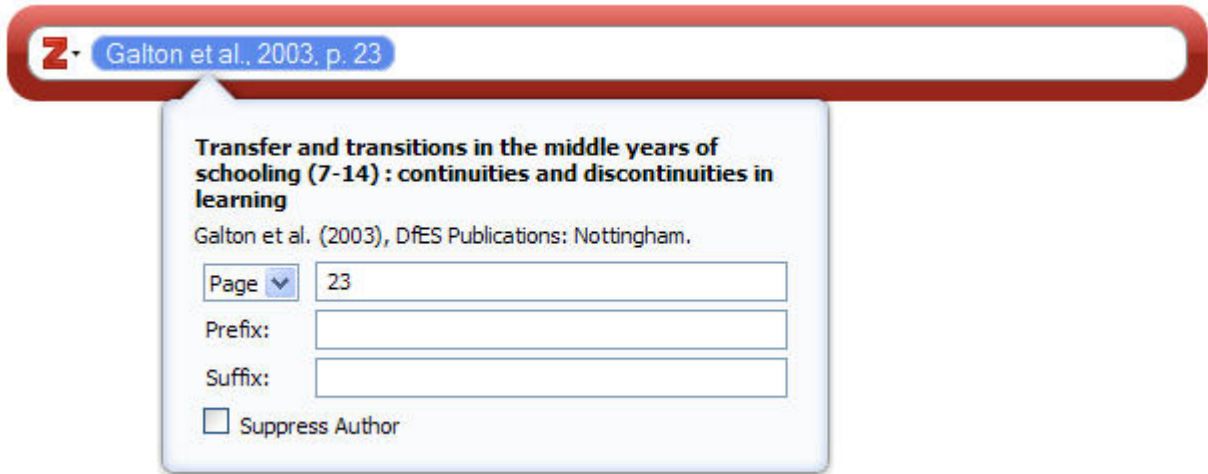 Z Galton et al., 2003, p. 23
Transfer and transitions in the middle years of
schooling (7-14) : continuities and discontinuities in
learning
Galton et al. (2003), DfES Publications: Nottingham.
Page 23
Prefix:
Suffix:
Suppress Author